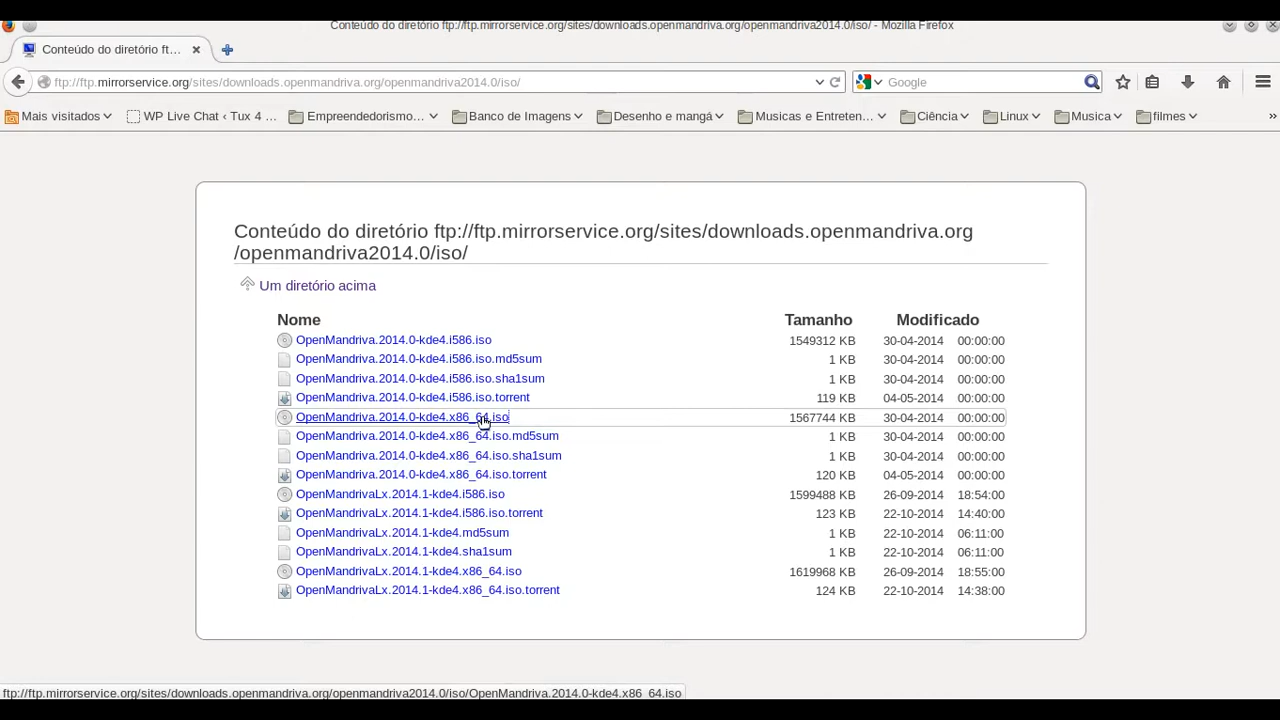 Conteúdo do diretório ftp://ftp.mirrorservice.org/sites/downloads.openmandriva.org/openmandriva2014.0/iso/ - Mozilla Firefox
Conteúdo do diretório ft...
ftp://ftp.mirrorservice.org/sites/downloads.openmandriva.org/openmandriva2014.0/iso/ Google
Mais visitados WP Live Chat ‹ Tux 4 ... Empreendedorismo... Banco de Imagens Desenho e mangá Musicas e Entreten... Ciência Linux Musica filmes »
Conteúdo do diretório ftp://ftp.mirrorservice.org/sites/downloads.openmandriva.org
/openmandriva2014.0/iso/
Um diretório acima
Nome Tamanho Modificado
OpenMandriva.2014.0-kde4.i586.iso 1549312 KB 30-04-2014 00:00:00
OpenMandriva.2014.0-kde4.i586.iso.md5sum 1 KB 30-04-2014 00:00:00
OpenMandriva.2014.0-kde4.i586.iso.sha1sum 1 KB 30-04-2014 00:00:00
OpenMandriva.2014.0-kde4.i586.iso.torrent 119 KB 04-05-2014 00:00:00
OpenMandriva.2014.0-kde4.x86_64.iso 1567744 KB 30-04-2014 00:00:00
OpenMandriva.2014.0-kde4.x86_64.iso.md5sum 1 KB 30-04-2014 00:00:00
OpenMandriva.2014.0-kde4.x86_64.iso.sha1sum 1 KB 30-04-2014 00:00:00
OpenMandriva.2014.0-kde4.x86_64.iso.torrent 120 KB 04-05-2014 00:00:00
OpenMandrivaLx.2014.1-kde4.i586.iso 1599488 KB 26-09-2014 18:54:00
OpenMandrivaLx.2014.1-kde4.i586.iso.torrent 123 KB 22-10-2014 14:40:00
OpenMandrivaLx.2014.1-kde4.md5sum 1 KB 22-10-2014 06:11:00
OpenMandrivaLx.2014.1-kde4.sha1sum 1 KB 22-10-2014 06:11:00
OpenMandrivaLx.2014.1-kde4.x86_64.iso 1619968 KB 26-09-2014 18:55:00
OpenMandrivaLx.2014.1-kde4.x86_64.iso.torrent 124 KB 22-10-2014 14:38:00
ftp://ftp.mirrorservice.org/sites/downloads.openmandriva.org/openmandriva2014.0/iso/OpenMandriva.2014.0-kde4.x86_64.iso